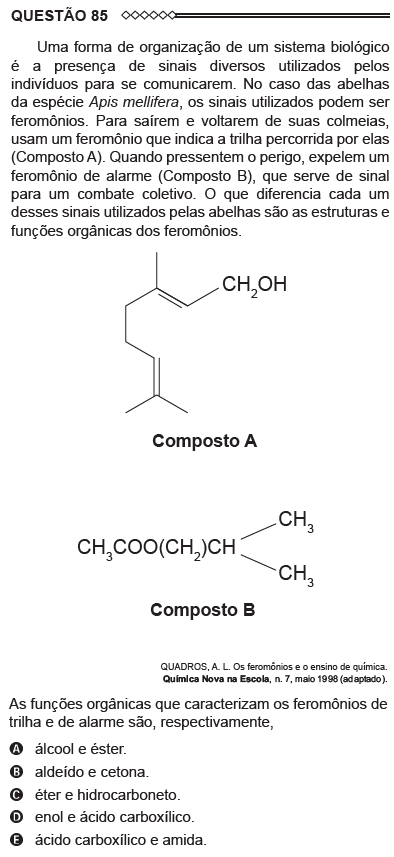 QUESTÃO 85
Uma forma de organização de um sistema biológico
é a presença de sinais diversos utilizados pelos
indivíduos para se comunicarem. No caso das abelhas
da espécie Apis mellifera, os sinais utilizados podem ser
feromônios. Para saírem e voltarem de suas colmeias,
usam um feromônio que indica a trilha percorrida por elas
(Composto A). Quando pressentem o perigo, expelem um
feromônio de alarme (Composto B), que serve de sinal
para um combate coletivo. O que diferencia cada um
desses sinais utilizados pelas abelhas são as estruturas e
funções orgânicas dos feromônios.
CH2OH
Composto A
CH3
CH3COO(CH2)CH
CH3
Composto B
QUADROS, A. L. Os feromônios e o ensino de química.
Química Nova na Escola, n. 7, maio 1998 (adaptado).
As funções orgânicas que caracterizam os feromônios de
trilha e de alarme são, respectivamente,
A álcool e éster.
B aldeído e cetona.
C éter e hidrocarboneto.
D enol e ácido carboxílico.
E ácido carboxílico e amida.